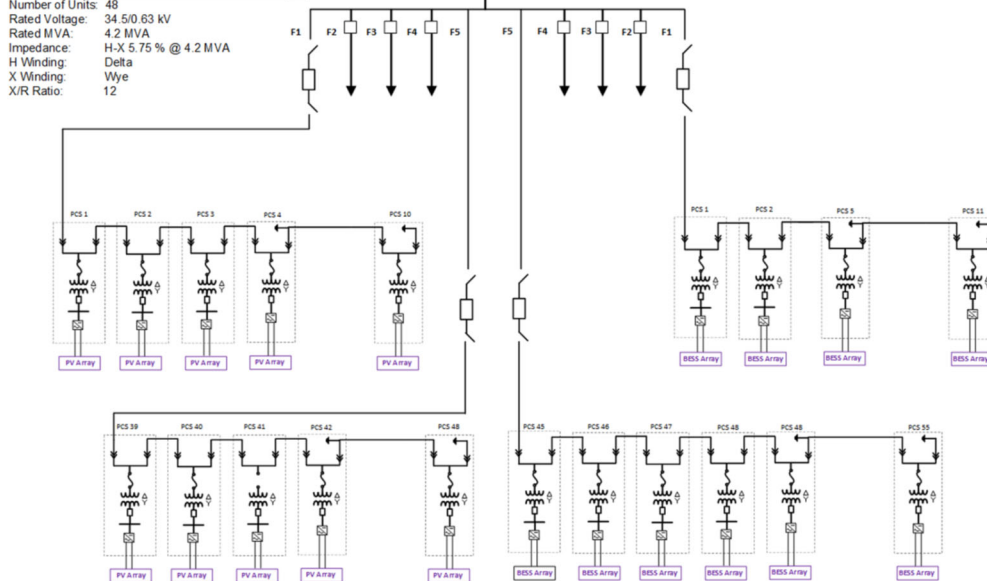 Number of Units: 48
Rated Voltage: 34.5/0.63 kV
Rated MVA: 4.2 MVA
Impedance: H-X 5.75 % @ 4.2 MVA
H Winding: Delta
X Winding: Wye
X/R Ratio: 12
F1 F2 F3 F4 F5 F5 F4 F3 F2 F1
PCS 1 PCS 2 PCS 3 PCS 4 PCS 10
PCS 1 PCS 2 PCS 5 PCS 11
PV Array PV Array PV Array PV Array PV Array
BESS Array BESS Array BESS Array BESS Array
PCS 39 PCS 40 PCS 41 PCS 42 PCS 48
PCS 45 PCS 46 PCS 47 PCS 48 PCS 48 PCS 55
PV Array PV Array PV Array PV Array PV Array
BESS Array BESS Array BESS Array BESS Array BESS Array BESS Array